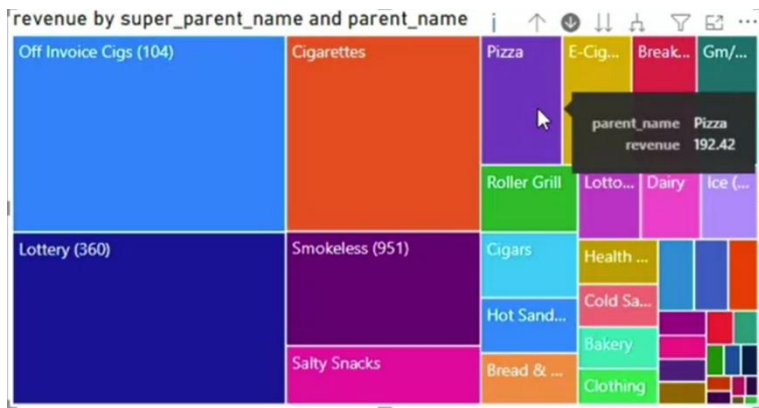 revenue by super_parent_name and parent_name
Off Invoice Cigs (104)
Cigarettes
Pizza
E-Cig...
Break...
Gm/...
parent_name Pizza
revenue 192.42
Roller Grill
Lotto...
Dairy
Ice (...
Lottery (360)
Smokeless (951)
Cigars
Health ...
Hot Sand...
Cold Sa...
Salty Snacks
Bread & ...
Bakery
Clothing